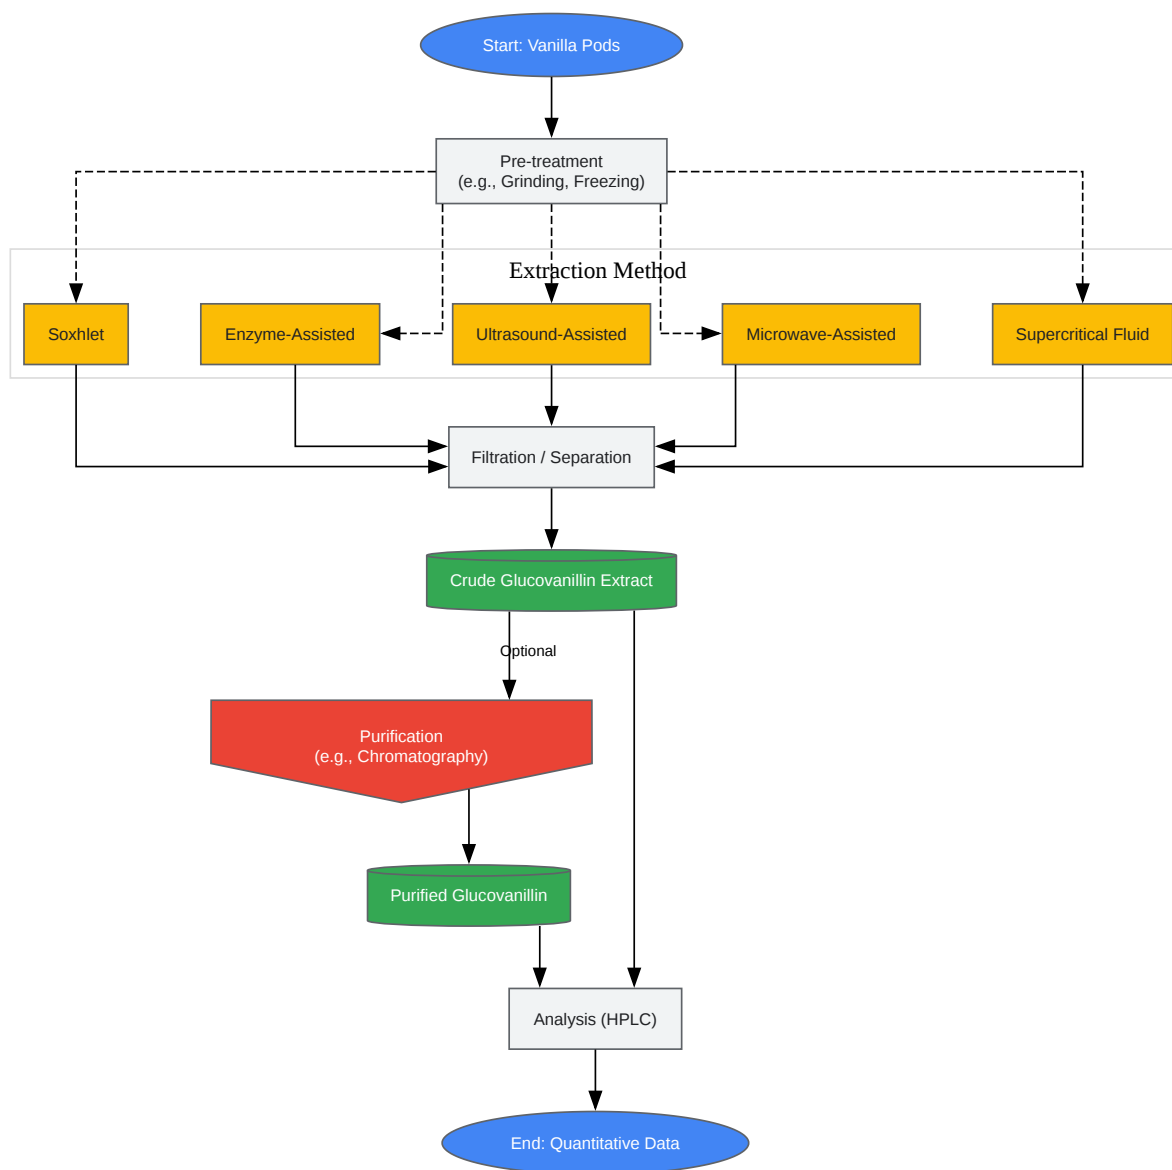 Start: Vanilla Pods
Pre-treatment
(e.g., Grinding, Freezing)
Extraction Method
Soxhlet
Enzyme-Assisted
Ultrasound-Assisted
Microwave-Assisted
Supercritical Fluid
Filtration / Separation
Crude Glucovanillin Extract
Optional
Purification
(e.g., Chromatography)
Purified Glucovanillin
Analysis (HPLC)
End: Quantitative Data